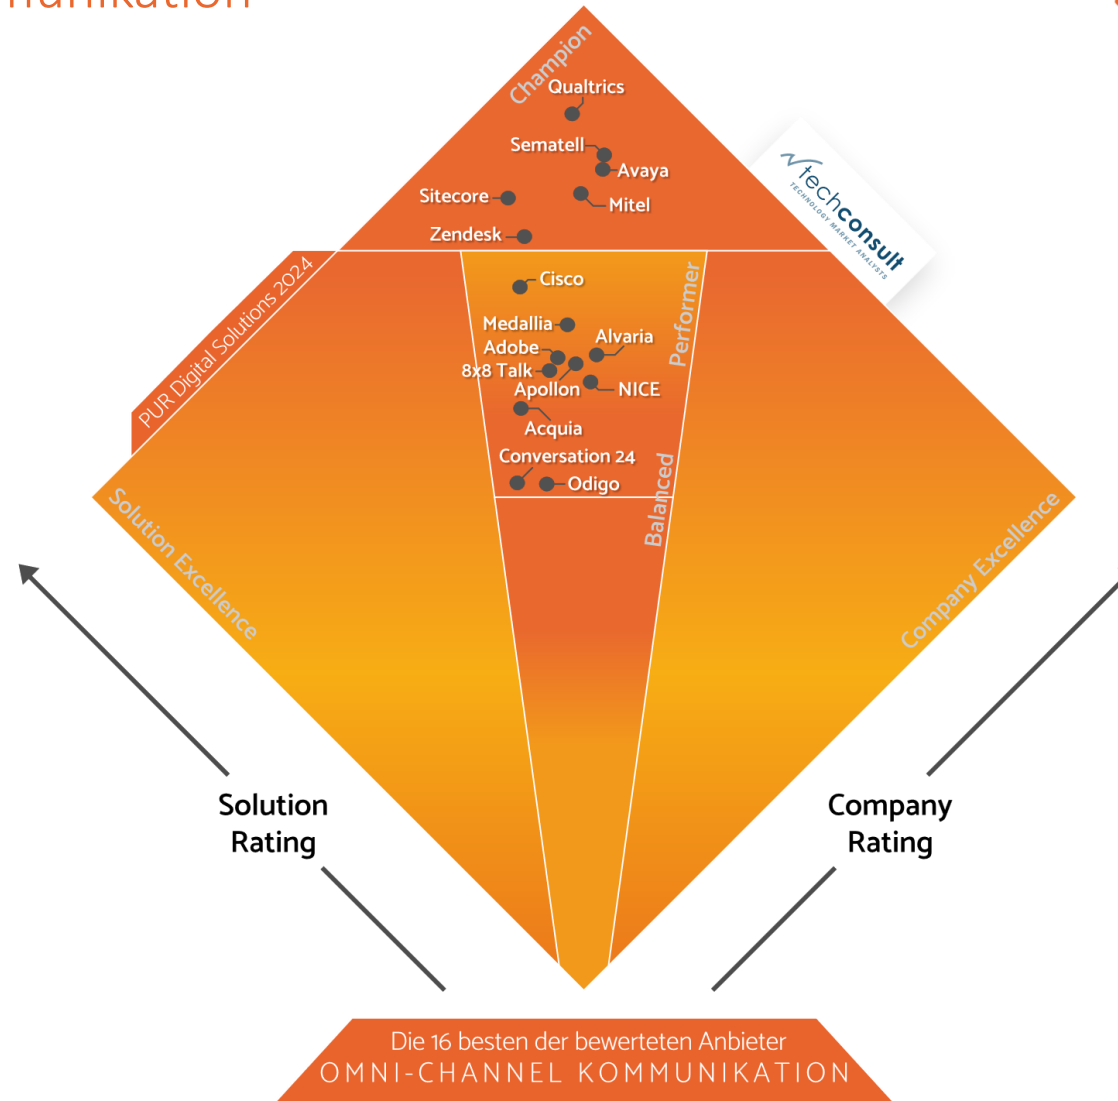 Champion
Qualtrics
Sematell
Avaya
Sitecore
Mitel
Zendesk
techconsult
TECHNOLOGY MARKET ANALYSTS
PUR Digital Solutions 2024
Cisco
Performer
Medallia
Alvaria
Adobe
8x8 Talk
Apollon
NICE
Acquia
Conversation 24
Odigo
Balanced
Solution Excellence
Company Excellence
Solution
Rating
Company
Rating
Die 16 besten der bewerteten Anbieter
OMNI-CHANNEL KOMMUNIKATION